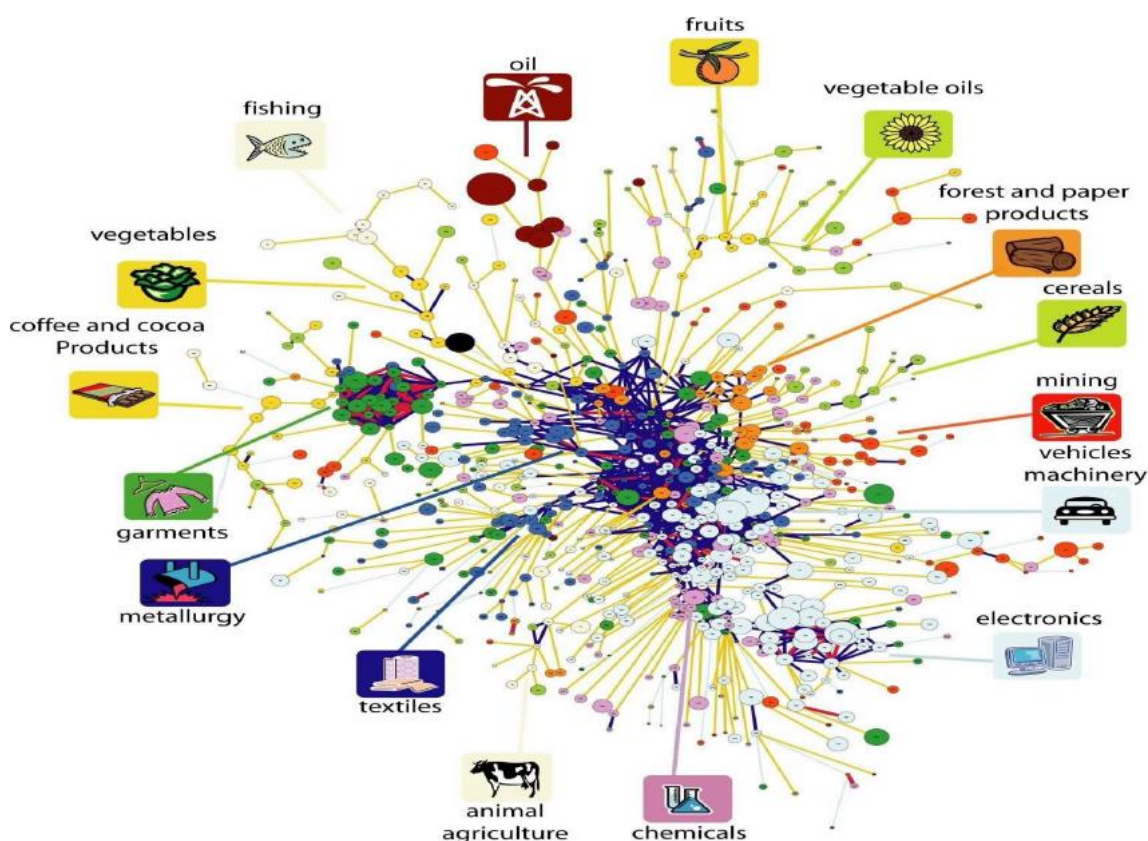 fruits
oil
vegetable oils
fishing
forest and paper
products
vegetables
cereals
coffee and cocoa
Products
mining
vehicles
machinery
garments
metallurgy
electronics
textiles
animal
agriculture
chemicals